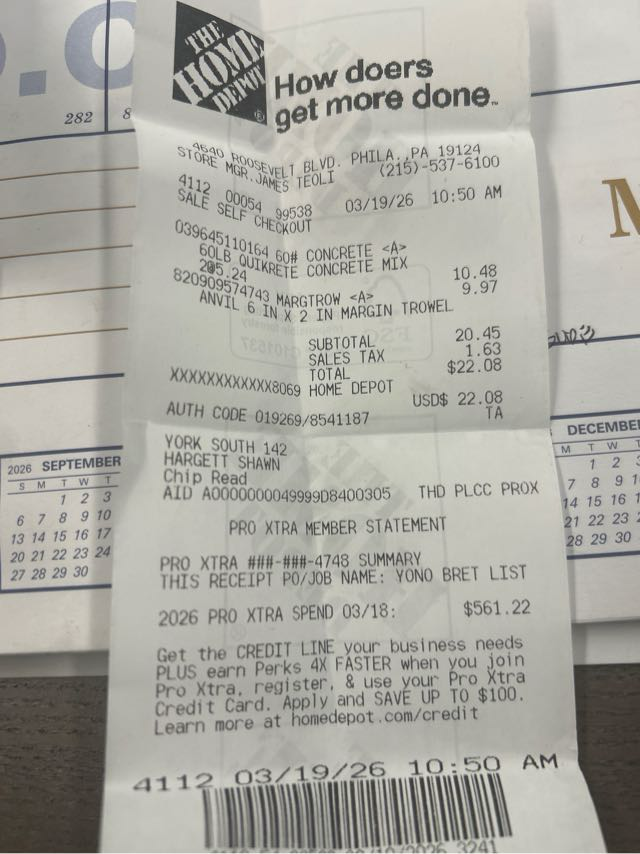 THE
HOME
DEPOT
How doers
get more done.
4640 ROOSEVELT BLVD. PHILA.,PA 19124
STORE MGR.JAMES TEOLI (215)-537-6100
4112 00054 99538 03/19/26 10:50 AM
SALE SELF CHECKOUT
039645110164 60# CONCRETE <A>
60LB QUIKRETE CONCRETE MIX
2@5.24 10.48
820909574743 MARGTROW <A> 9.97
ANVIL 6 IN X 2 IN MARGIN TROWEL
SUBTOTAL 20.45
SALES TAX 1.63
TOTAL $22.08
XXXXXXXXXXXX8069 HOME DEPOT
USD$ 22.08
AUTH CODE 019269/8541187 TA
YORK SOUTH 142
HARGETT SHAWN
Chip Read
AID A0000000049999D8400305 THD PLCC PROX
PRO XTRA MEMBER STATEMENT
PRO XTRA ###-###-4748 SUMMARY
THIS RECEIPT PO/JOB NAME: YONO BRET LIST
2026 PRO XTRA SPEND 03/18: $561.22
Get the CREDIT LINE your business needs
PLUS earn Perks 4X FASTER when you join
Pro Xtra, register, & use your Pro Xtra
Credit Card. Apply and SAVE UP TO $100.
Learn more at homedepot.com/credit
4112 03/19/26 10:50 AM
282 8
2026 SEPTEMBER
S M T W T
1 2 3
6 7 8 9 10
13 14 15 16 17
20 21 22 23 24
27 28 29 30
DECEMBE
M T W T
1 2 3
7 8 9 1
14 15 16 1
21 22 23
28 29 30